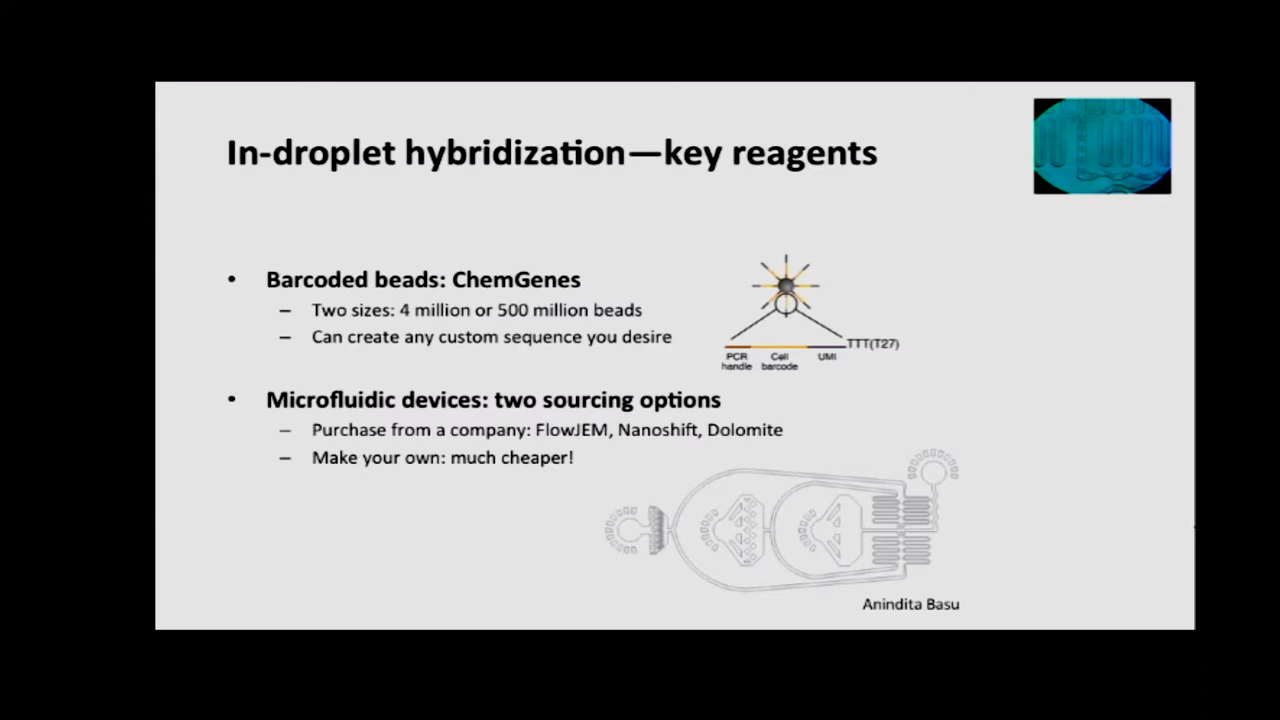 In-droplet hybridization—key reagents
• Barcoded beads: ChemGenes
– Two sizes: 4 million or 500 million beads
– Can create any custom sequence you desire
TTT(T27)
PCR handle
Cell barcode
UMI
• Microfluidic devices: two sourcing options
– Purchase from a company: FlowJEM, Nanoshift, Dolomite
– Make your own: much cheaper!
Anindita Basu